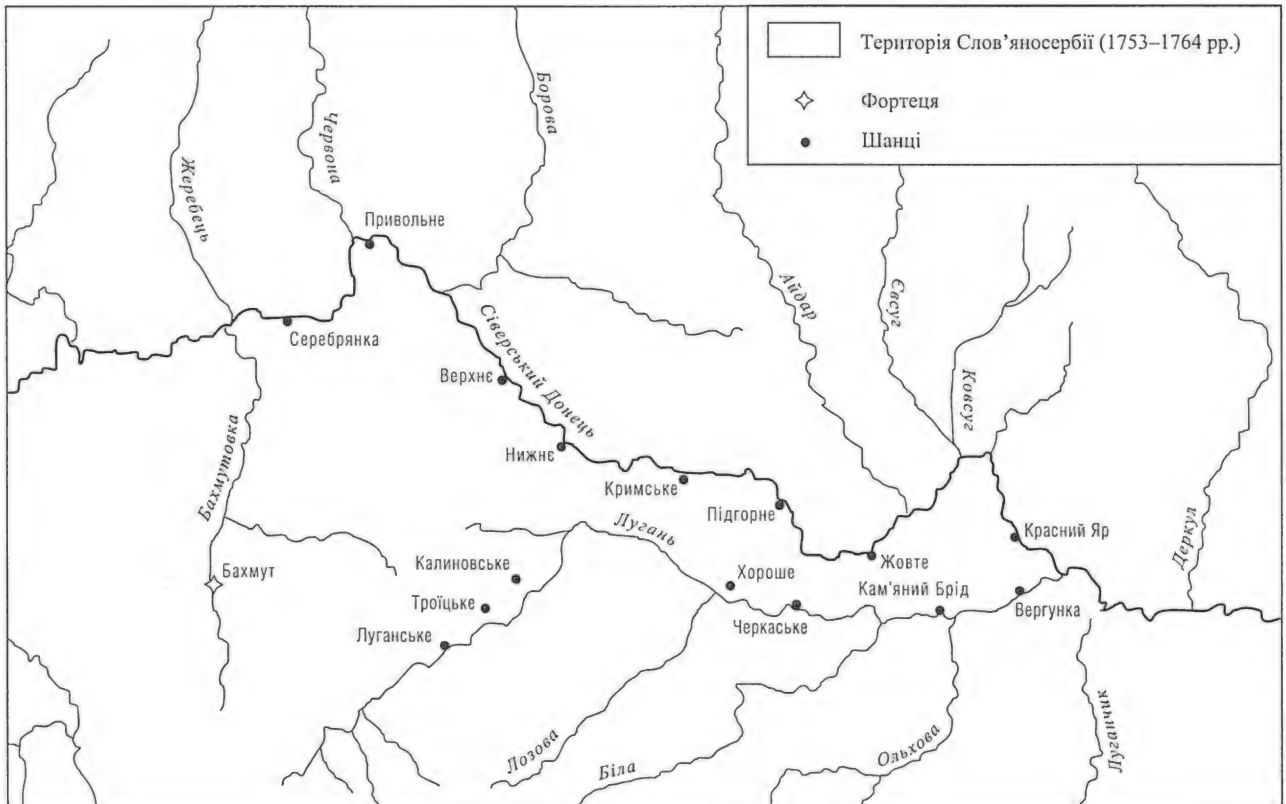 Територія Слов’яносербії (1753–1764 рр.)
Фортеця
Шанці
Жеребець
Червона
Борова
Привольне
Серебрянка
Верхнє
Сіверський Донець
Нижнє
Айдар
Євсуг
Ковсуг
Деркул
Бахмутовка
Бахмут
Кримське
Підгорне
Жовте
Красний Яр
Лугань
Калиновське
Троїцьке
Луганське
Хороше
Черкаське
Кам'яний Брід
Вергунка
Лозова
Біла
Ольхова
Луганчик